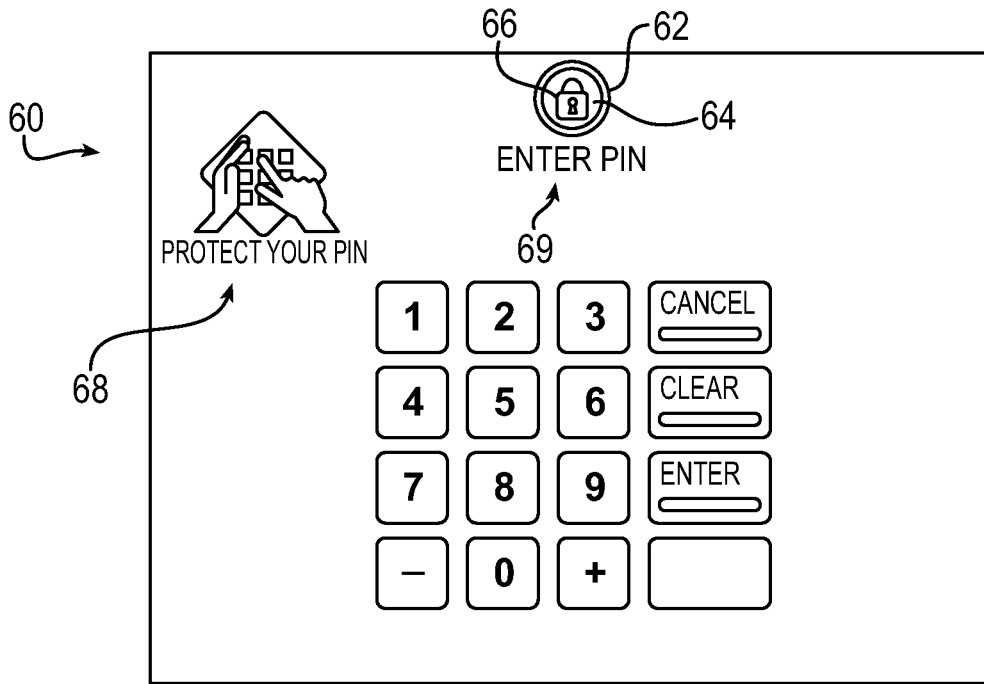 66
62
60
64
ENTER PIN
PROTECT YOUR PIN
69
68
1 2 3 CANCEL
4 5 6 CLEAR
7 8 9 ENTER
– 0 +